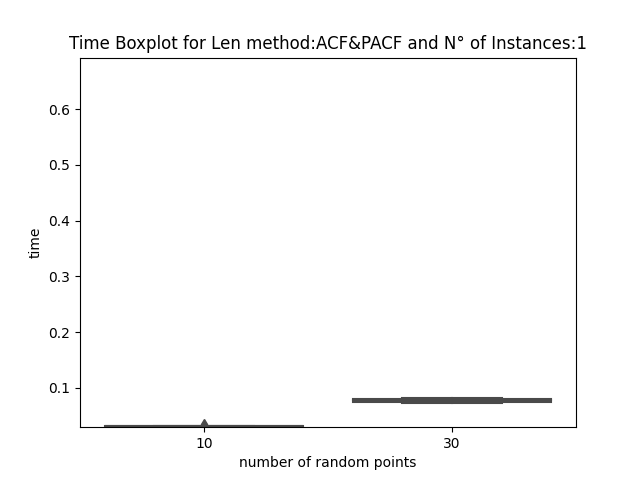 Time Boxplot for Len method:ACF&PACF and N° of Instances:1
0.6
0.5
0.4
0.3
0.2
0.1
time
10 30
number of random points